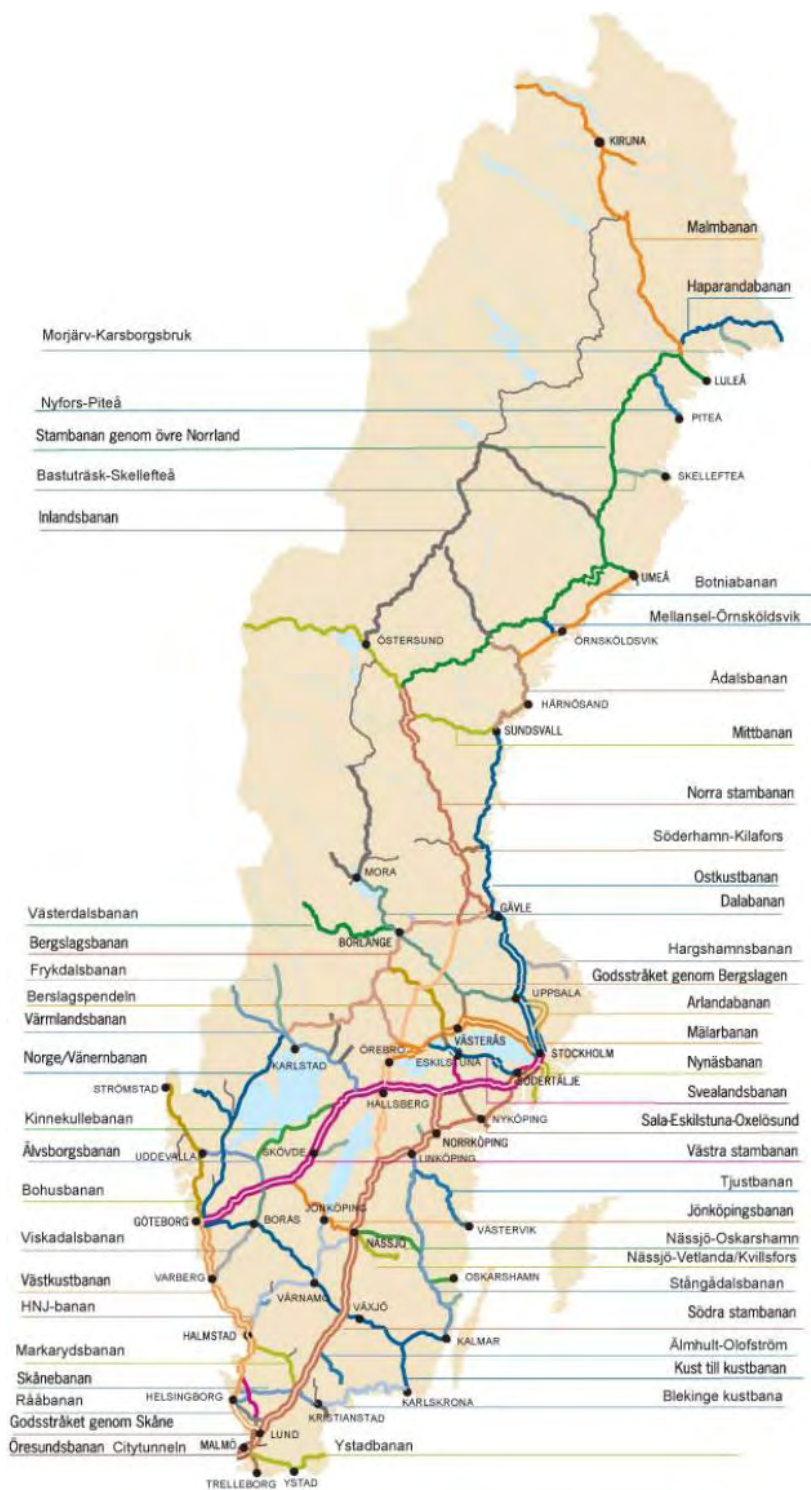 KIRUNA
Malmbanan
Haparandabanan
Morjärv-Karsborgsbruk
LULEÅ
Nyfors-Piteå
PITEÅ
Stambanan genom övre Norrland
Bastuträsk-Skellefteå
SKELLEFTEÅ
Inlandsbanan
UMEÅ
Botniabanan
Mellansel-Örnsköldsvik
ÖSTERSUND
ÖRNSKÖLDSVIK
Ådalsbanan
HÄRNÖSAND
SUNDSVALL
Mittbanan
Norra stambanan
Söderhamn-Kilafors
MORA
Ostkustbanan
Dalabanan
GÄVLE
Västerdalsbanan
BORLÄNGE
Bergslagsbanan
Hargshamnsbanan
Frykdalsbanan
Godsstråket genom Bergslagen
Berslagspendeln
UPPSALA
Arlandabanan
Värmlandsbanan
VÄSTERÅS
Mälarbanan
KARLSTAD
ÖREBRO
ESKILSTUNA
STOCKHOLM
Norge/Vänernbanan
Nynäsbanan
STRÖMSTAD
SÖDERTÄLJE
HALLSBERG
Svealandsbanan
Kinnekullebanan
NYKÖPING
Sala-Eskilstuna-Oxelösund
NORRKÖPING
Älvsborgsbanan
UDDEVALLA
SKÖVDE
LINKÖPING
Västra stambanan
Tjustbanan
Bohusbanan
JÖNKÖPING
Jönköpingsbanan
GÖTEBORG
BORÅS
VÄSTERVIK
Viskadalsbanan
NÄSSJÖ
Nässjö-Oskarshamn
Nässjö-Vetlanda/Kvillsfors
Västkustbanan
VARBERG
OSKARSHAMN
Stångådalsbanan
VÄRNAMO
HNJ-banan
VÄXJÖ
Södra stambanan
HALMSTAD
KALMAR
Markarydsbanan
Älmhult-Olofström
Kust till kustbanan
Skånebanan
HELSINGBORG
KARLSKRONA
Blekinge kustbana
Rååbanan
KRISTIANSTAD
Godsstråket genom Skåne
LUND
Öresundsbanan Citytunneln
MALMÖ
Ystadbanan
TRELLEBORG
YSTAD